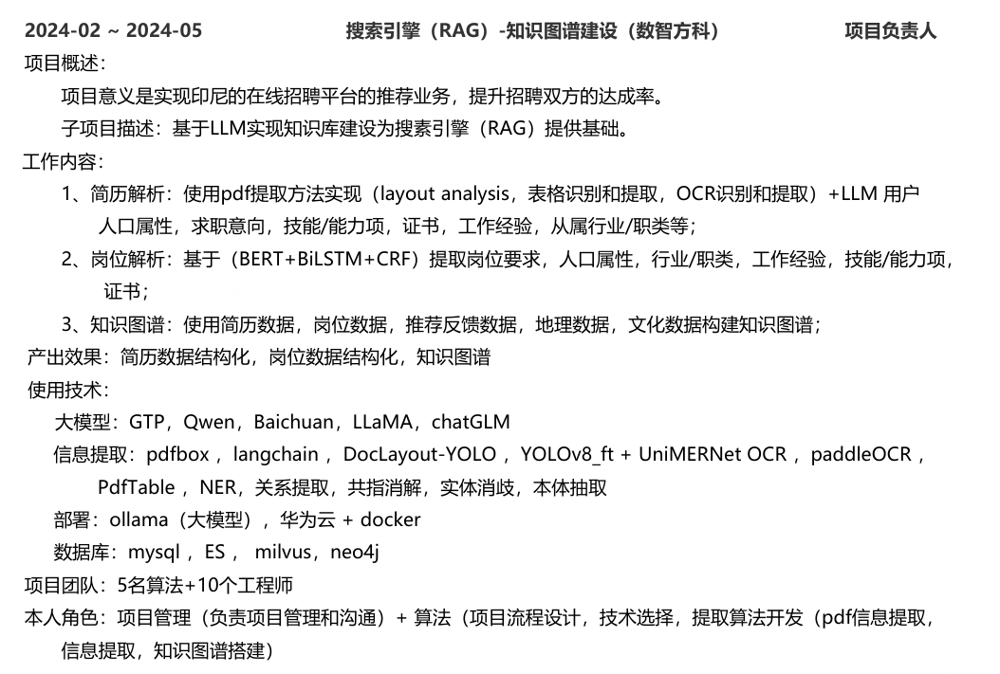 2024-02 ~ 2024-05 搜索引擎（RAG）-知识图谱建设（数智方科） 项目负责人
项目概述：
项目意义是实现印尼的在线招聘平台的推荐业务，提升招聘双方的达成率。
子项目描述：基于LLM实现知识库建设为搜素引擎（RAG）提供基础。
工作内容：
1、简历解析：使用pdf提取方法实现（layout analysis，表格识别和提取，OCR识别和提取）+LLM 用户
人口属性，求职意向，技能/能力项，证书，工作经验，从属行业/职类等；
2、岗位解析：基于（BERT+BiLSTM+CRF）提取岗位要求，人口属性，行业/职类，工作经验，技能/能力项，
证书；
3、知识图谱：使用简历数据，岗位数据，推荐反馈数据，地理数据，文化数据构建知识图谱；
产出效果：简历数据结构化，岗位数据结构化，知识图谱
使用技术：
大模型：GTP，Qwen，Baichuan，LLaMA，chatGLM
信息提取：pdfbox ，langchain ，DocLayout-YOLO ，YOLOv8_ft + UniMERNet OCR ，paddleOCR ，
PdfTable ，NER，关系提取，共指消解，实体消歧，本体抽取
部署：ollama（大模型），华为云 + docker
数据库：mysql ，ES ， milvus，neo4j
项目团队：5名算法+10个工程师
本人角色：项目管理（负责项目管理和沟通）+ 算法（项目流程设计，技术选择，提取算法开发（pdf信息提取，
信息提取，知识图谱搭建）